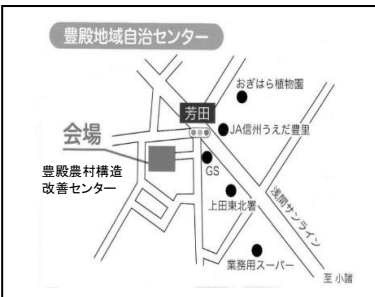 豊殿地域自治センター
おぎはら植物園
芳田
JA信州うえだ豊里
会場
豊殿農村構造
改善センター
GS
上田東北署
浅間サンライン
業務用スーパー
至 小諸